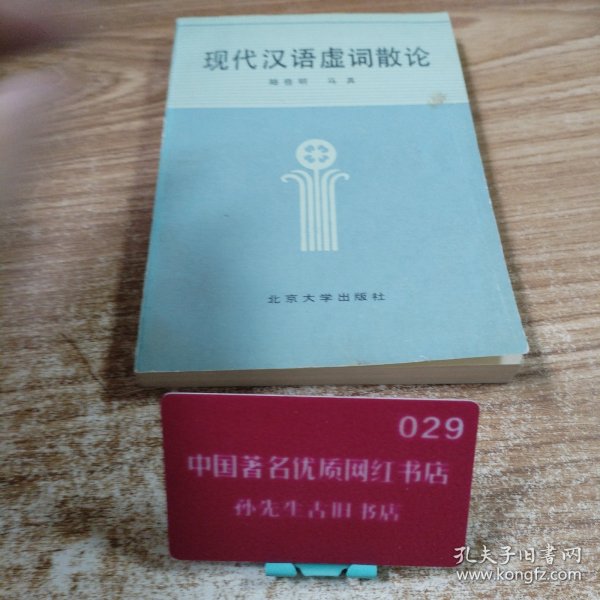 现代汉语虚词散论
陆俭明 马真
北京大学出版社
029
中国著名优质网红书店
孙先生古旧书店
孔夫子旧书网
www.kongfz.com